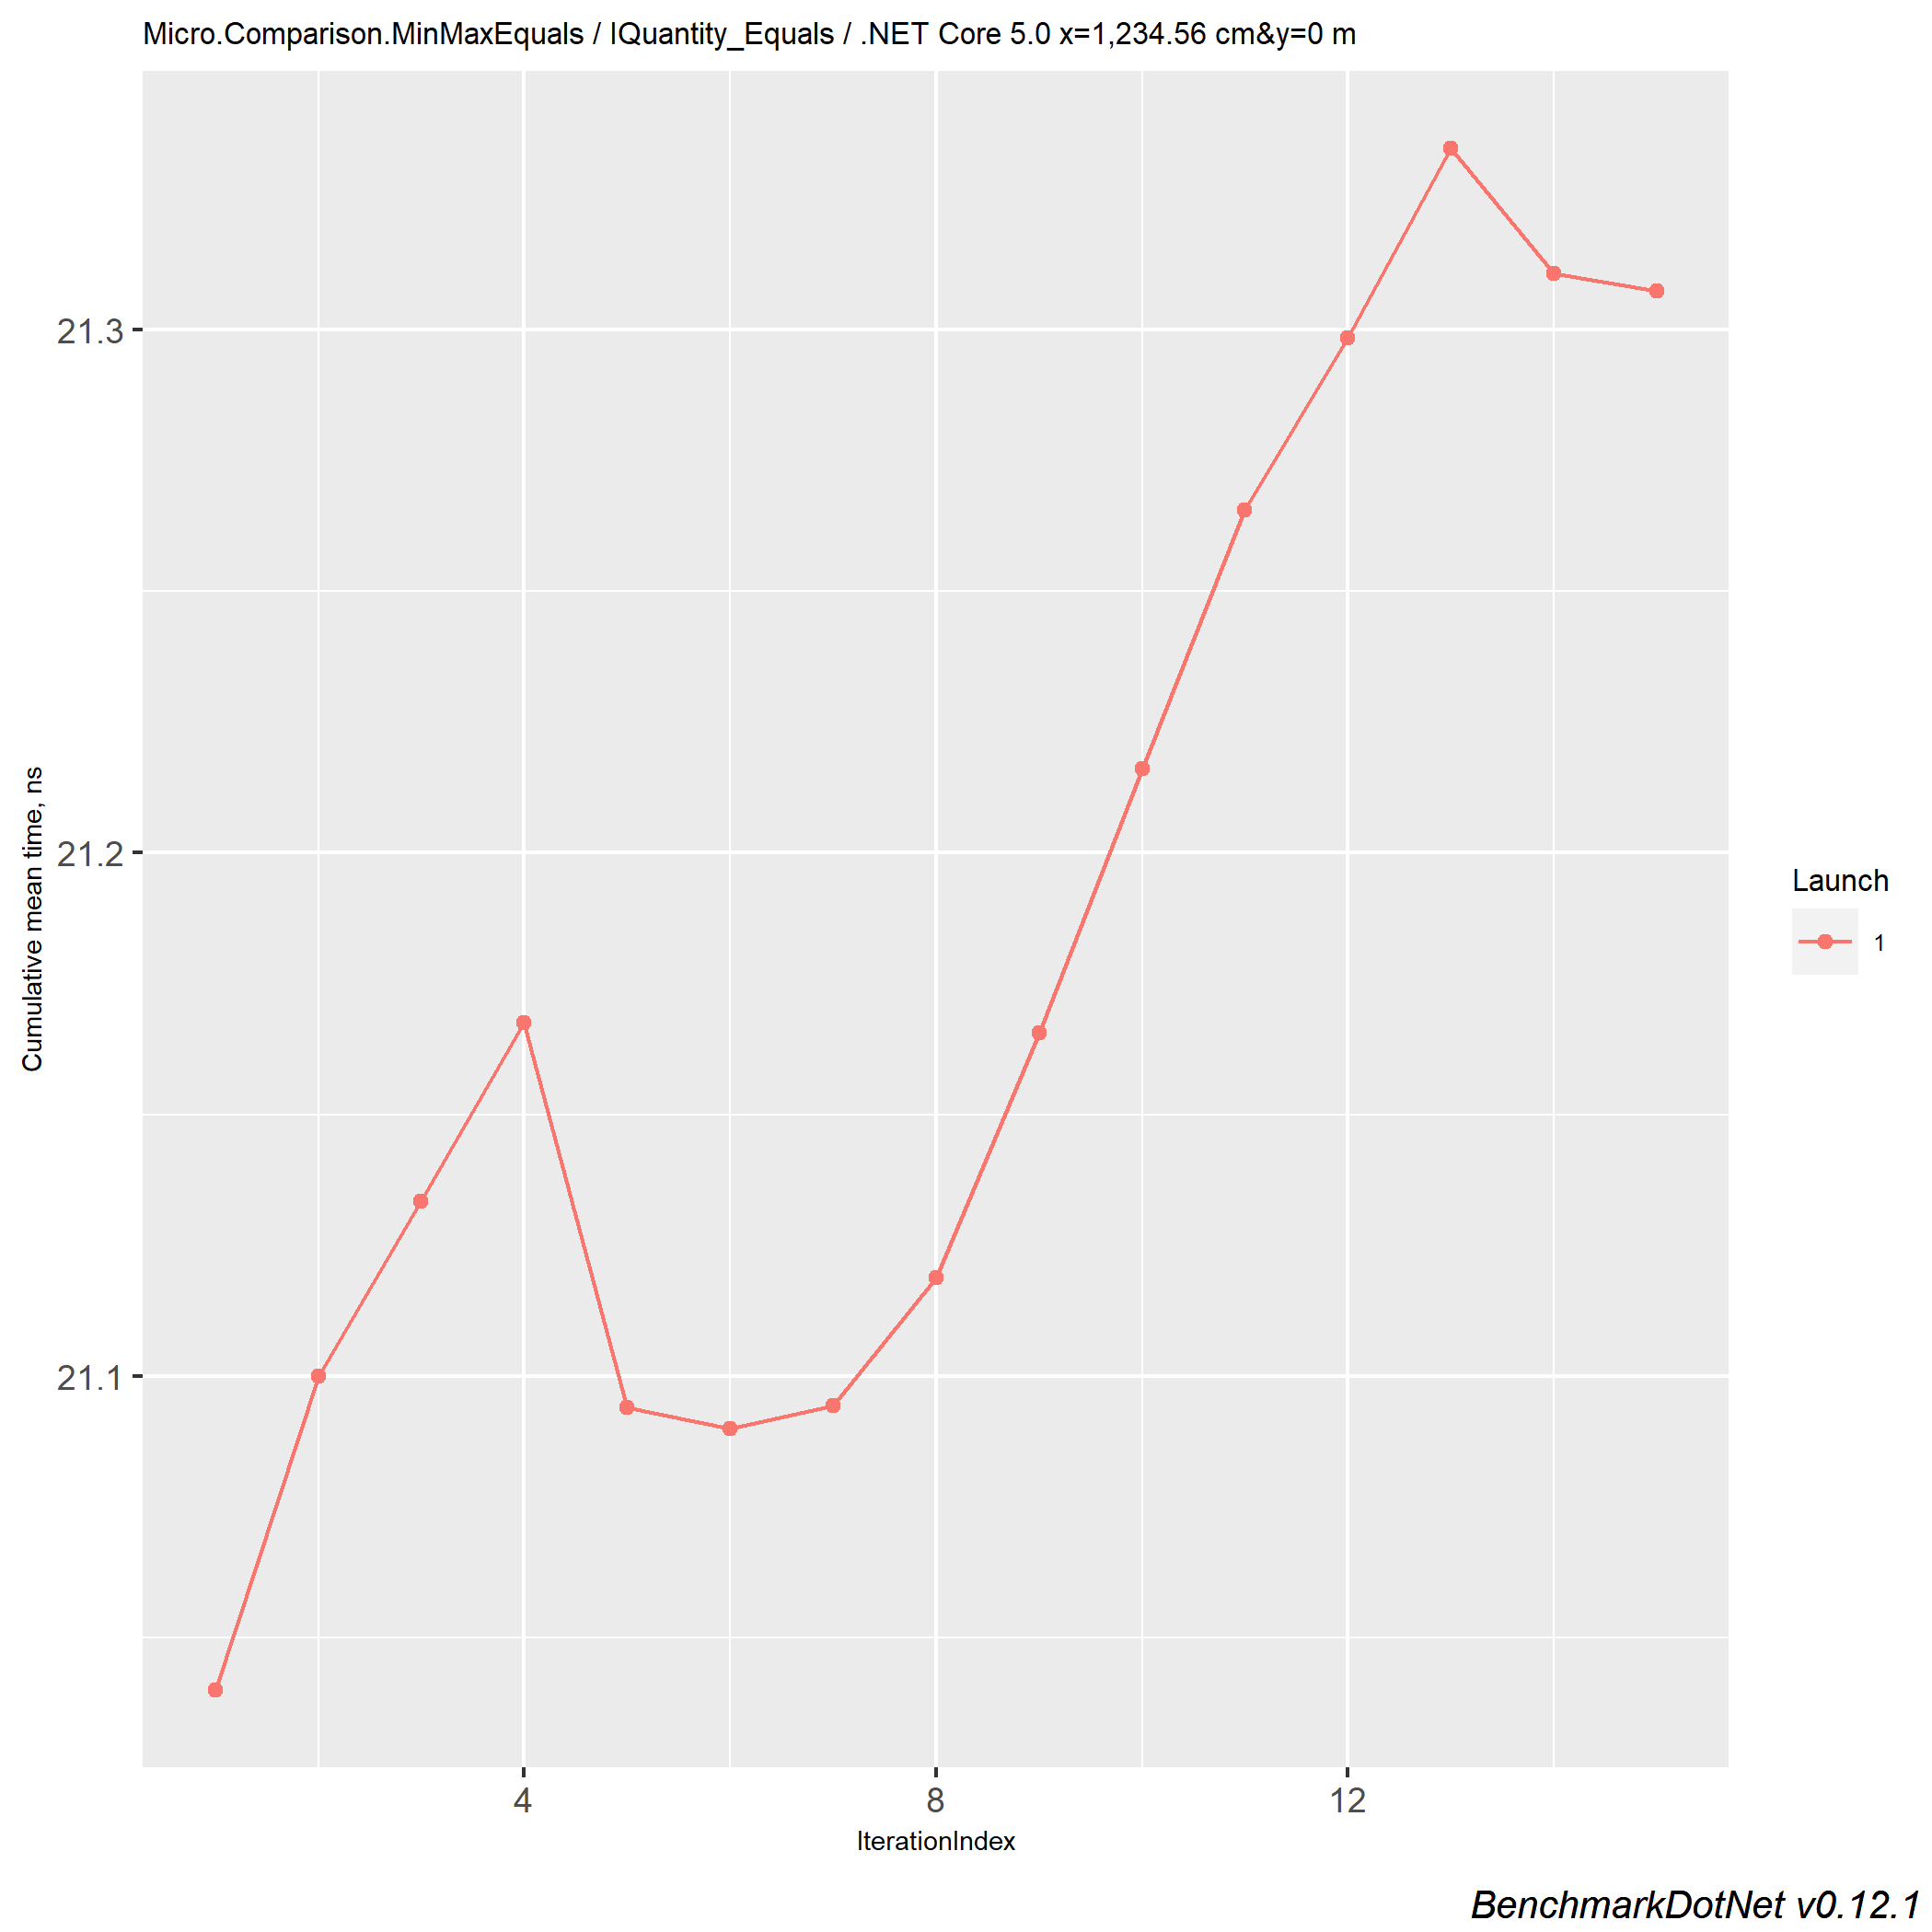 Micro.Comparison.MinMaxEquals / IQuantity_Equals / .NET Core 5.0 x=1,234.56 cm&y=0 m
21.3
21.2
21.1
Cumulative mean time, ns
4
8
12
IterationIndex
Launch
1
BenchmarkDotNet v0.12.1